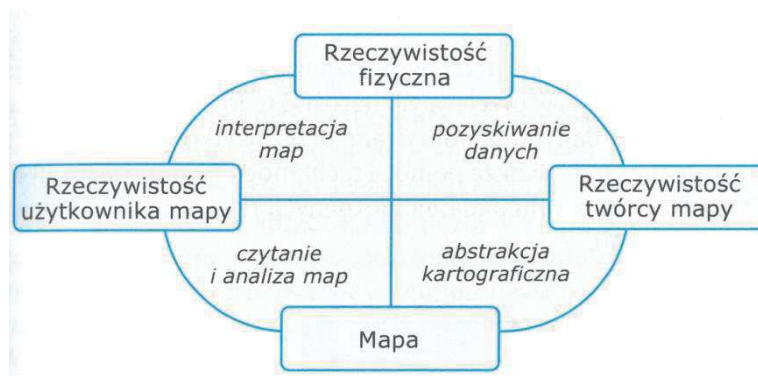 Rzeczywistość
fizyczna
interpretacja
map
pozyskiwanie
danych
Rzeczywistość
użytkownika mapy
Rzeczywistość
twórcy mapy
czytanie
i analiza map
abstrakcja
kartograficzna
Mapa